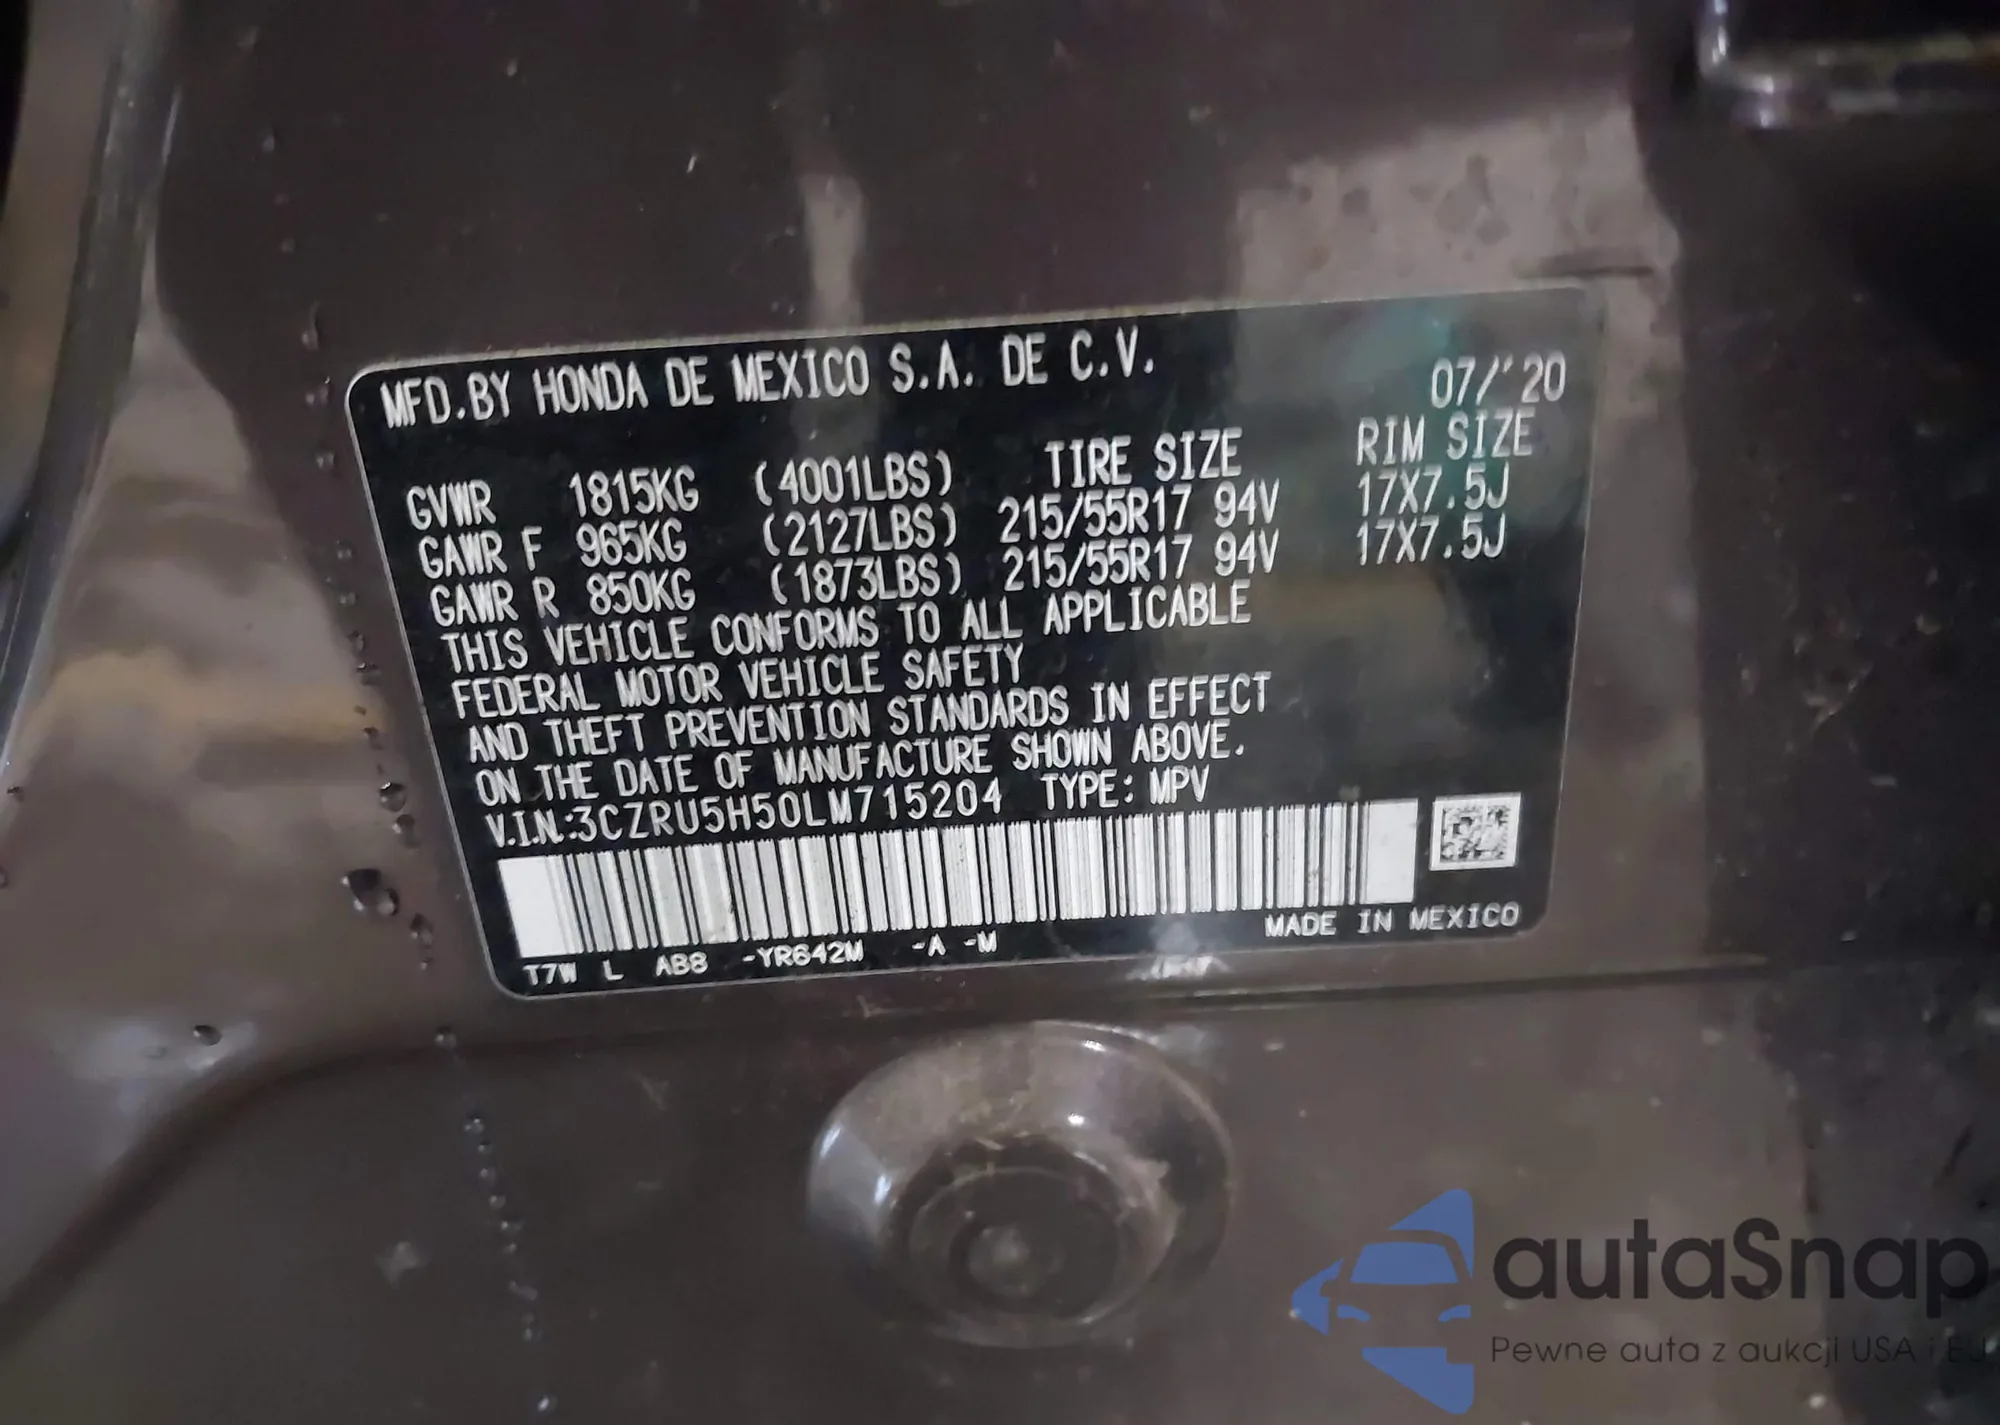 MFD.BY HONDA DE MEXICO S.A. DE C.V. 07/'20
TIRE SIZE RIM SIZE
GVWR 1815KG (4001LBS)
GAWR F 965KG (2127LBS) 215/55R17 94V 17X7.5J
GAWR R 850KG (1873LBS) 215/55R17 94V 17X7.5J
THIS VEHICLE CONFORMS TO ALL APPLICABLE
FEDERAL MOTOR VEHICLE SAFETY
AND THEFT PREVENTION STANDARDS IN EFFECT
ON THE DATE OF MANUFACTURE SHOWN ABOVE.
V.I.N.:3CZRU5H50LM715204 TYPE: MPV
MADE IN MEXICO
T7W L AB8 -YR642M -A -M
autaSnap
Pewne auta z aukcji USA i EU